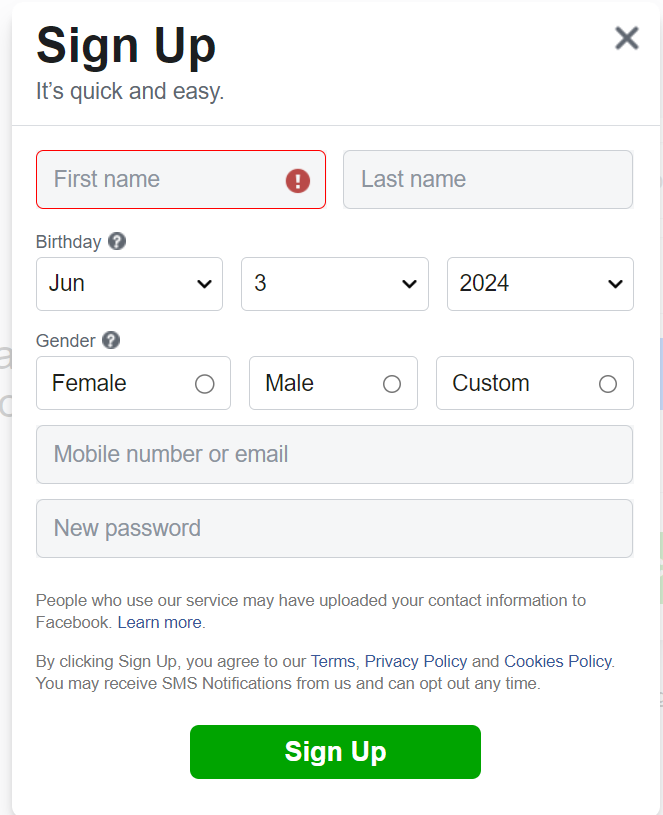 Sign Up
It's quick and easy.
First name Last name
Birthday
Jun 3 2024
Gender
Female Male Custom
Mobile number or email
New password
People who use our service may have uploaded your contact information to
Facebook. Learn more.
By clicking Sign Up, you agree to our Terms, Privacy Policy and Cookies Policy.
You may receive SMS Notifications from us and can opt out any time.
Sign Up